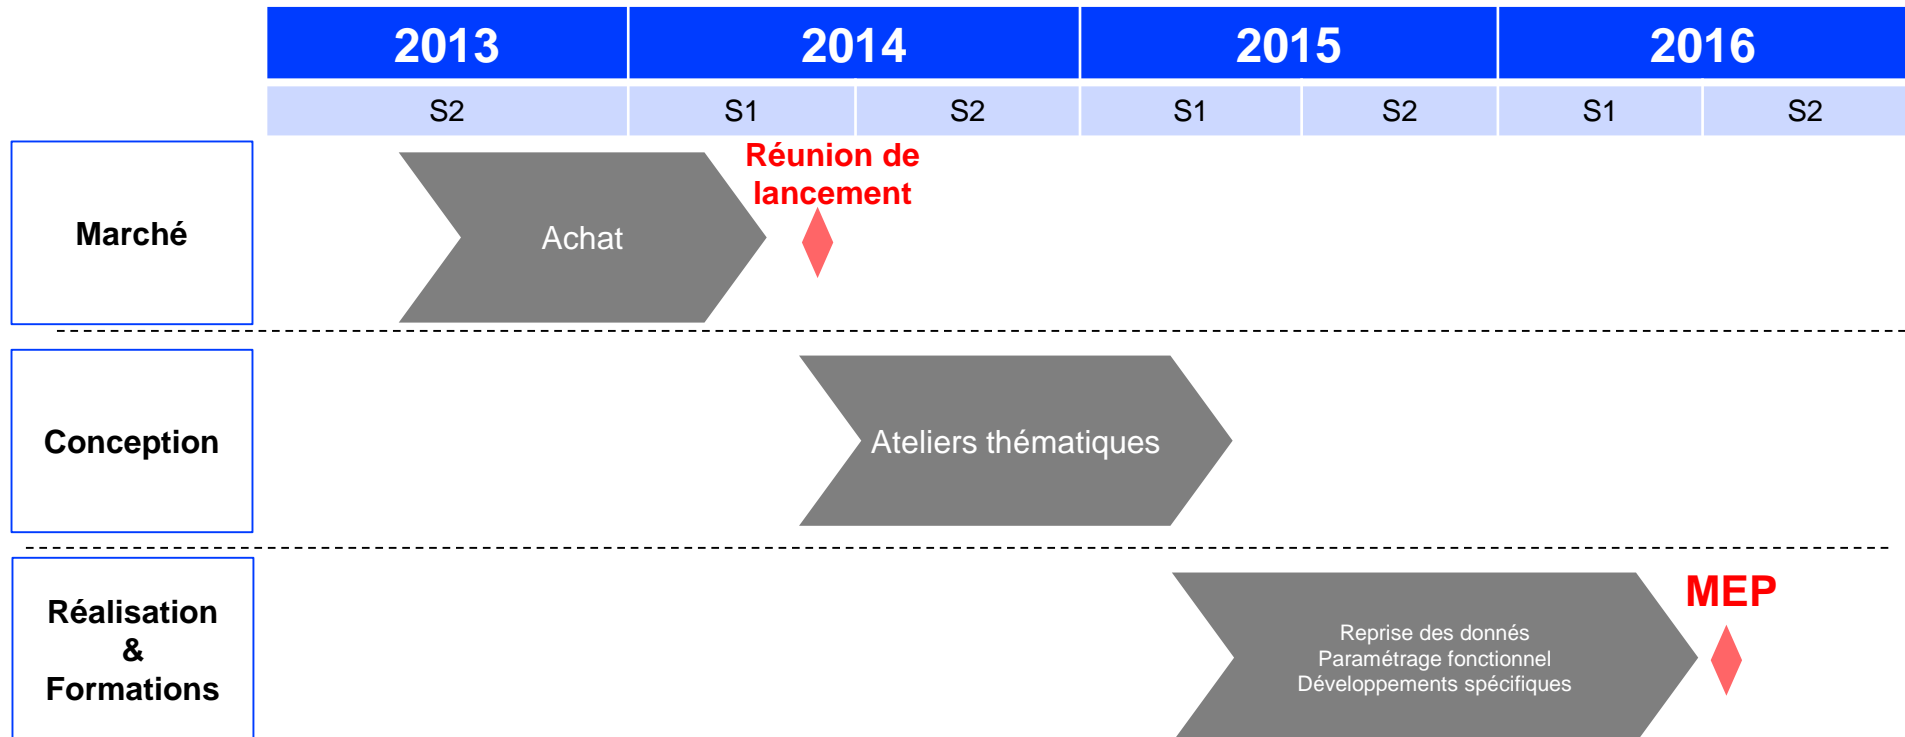 2013
2014
2015
2016
S2
S1
S2
S1
S2
S1
S2
Marché
Achat
Réunion de
lancement
Conception
Ateliers thématiques
Réalisation
&
Formations
Reprise des donnés
Paramétrage fonctionnel
Développements spécifiques
MEP